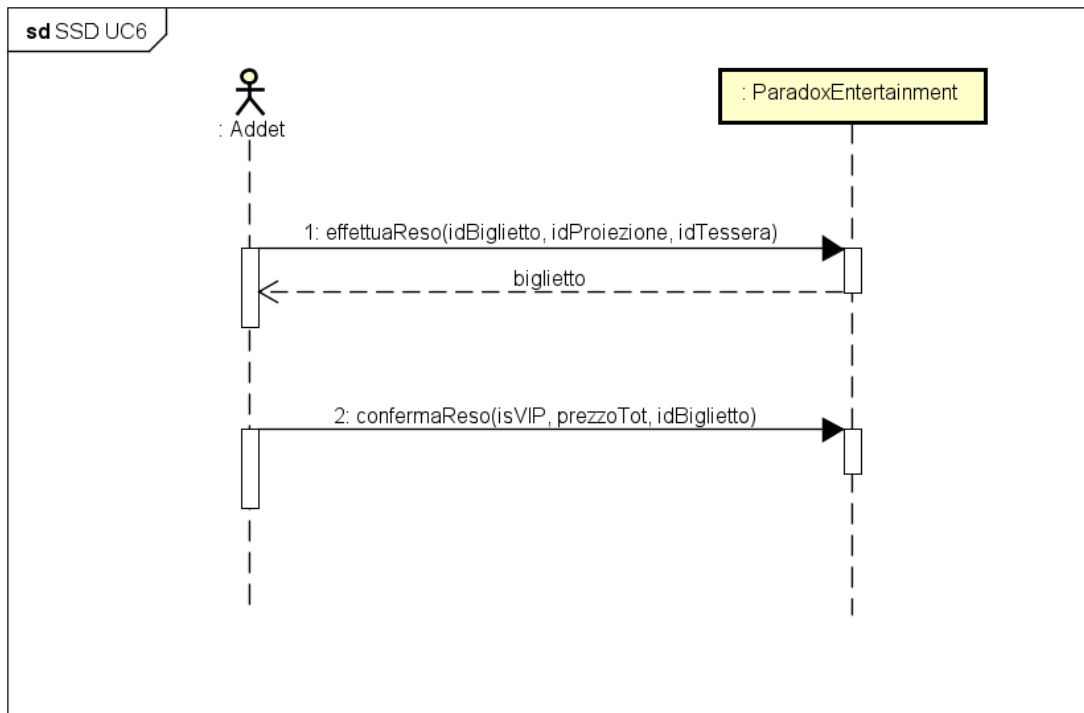 sd SSD UC6
: Addet
: ParadoxEntertainment
1: effettuaReso(idBiglietto, idProiezione, idTessera)
biglietto
2: confermaReso(isVIP, prezzoTot, idBiglietto)